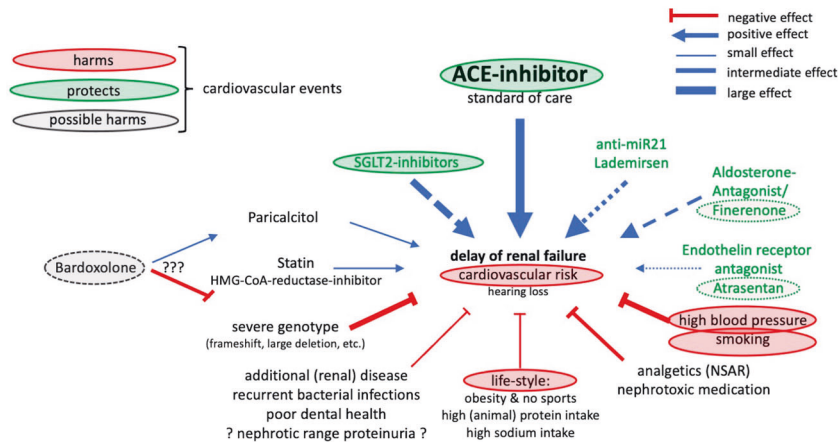 negative effect
positive effect
small effect
intermediate effect
large effect
harms
protects
possible harms
cardiovascular events
ACE-inhibitor
standard of care
SGLT2-inhibitors
anti-miR21
Lademirsen
Aldosterone-
Antagonist/
Finerenone
Paricalcitol
Bardoxolone
???
Statin
HMG-CoA-reductase-inhibitor
delay of renal failure
cardiovascular risk
hearing loss
Endothelin receptor
antagonist
Atrasentan
severe genotype
(frameshift, large deletion, etc.)
high blood pressure
smoking
additional (renal) disease
recurrent bacterial infections
poor dental health
? nephrotic range proteinuria ?
life-style:
obesity & no sports
high (animal) protein intake
high sodium intake
analgetics (NSAR)
nephrotoxic medication